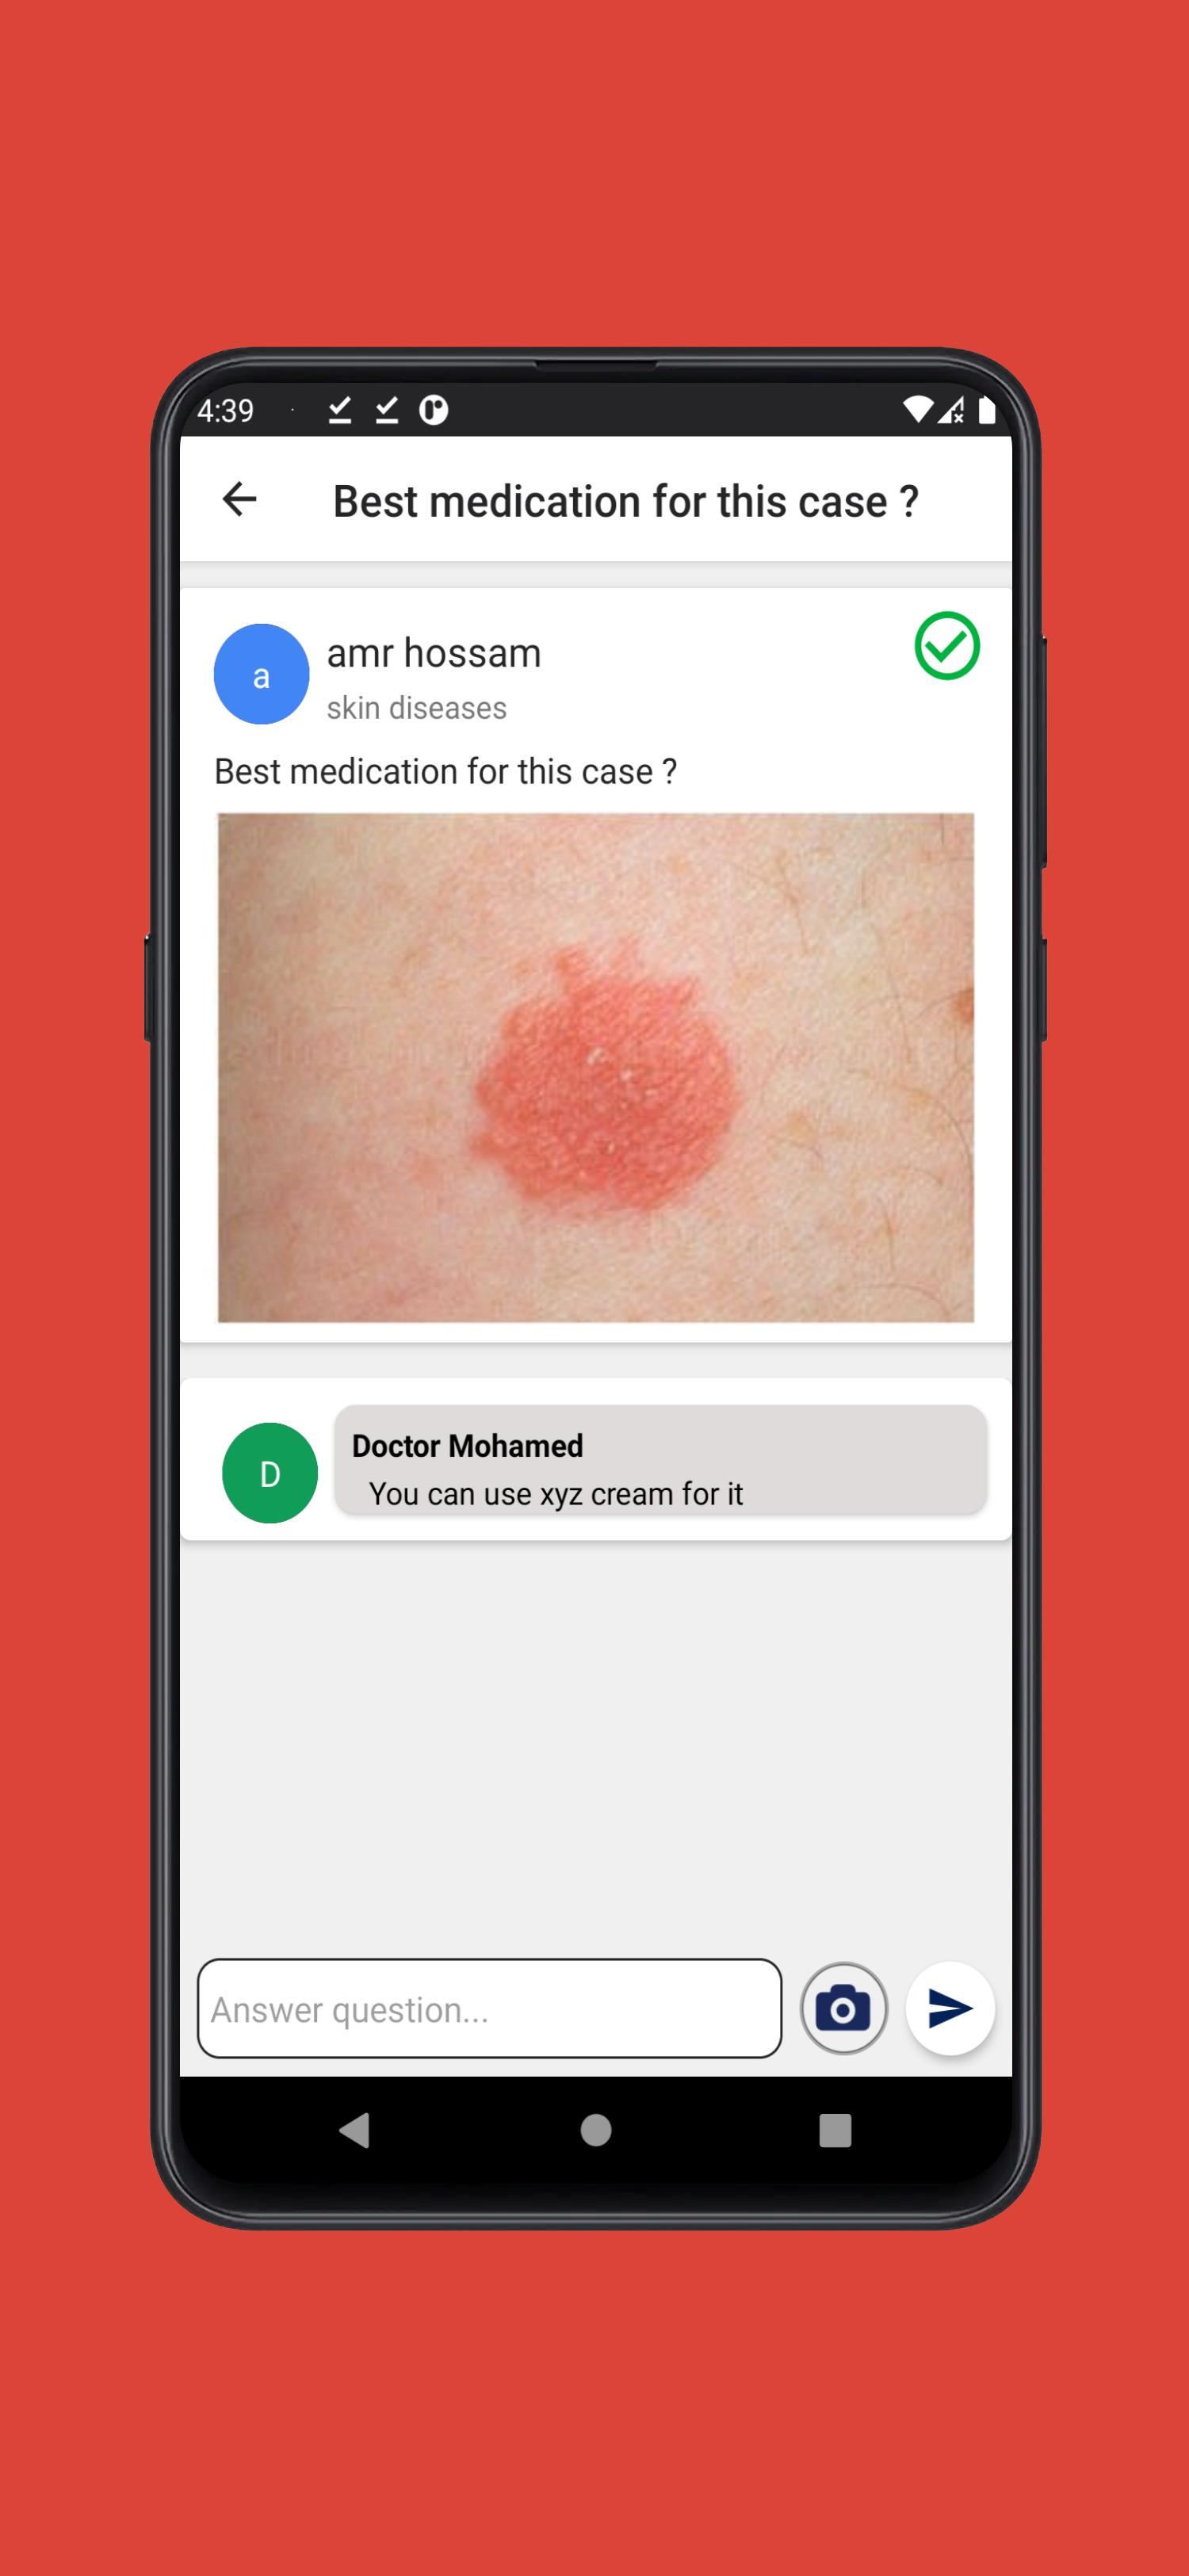 4:39
Best medication for this case ?
a
amr hossam
skin diseases
Best medication for this case ?
D
Doctor Mohamed
You can use xyz cream for it
Answer question...